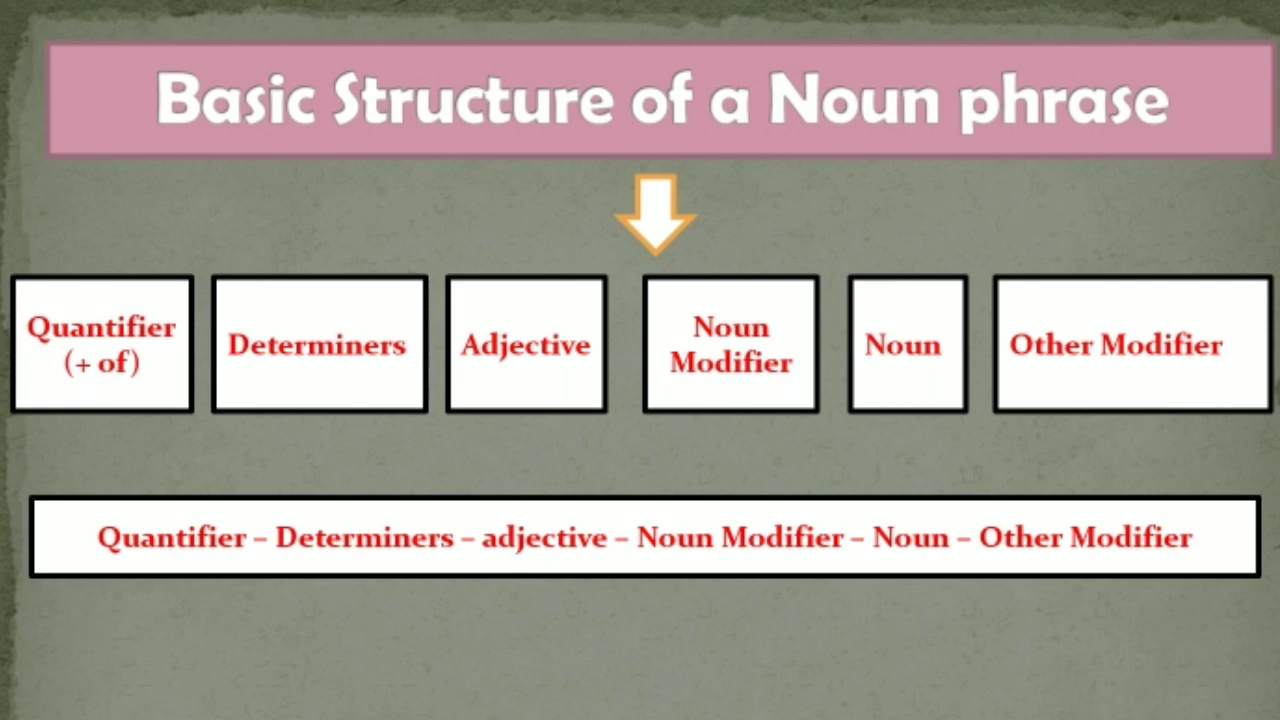 Basic Structure of a Noun phrase
Quantifier
(+ of)
Determiners
Adjective
Noun
Modifier
Noun
Other Modifier
Quantifier – Determiners – adjective – Noun Modifier – Noun – Other Modifier